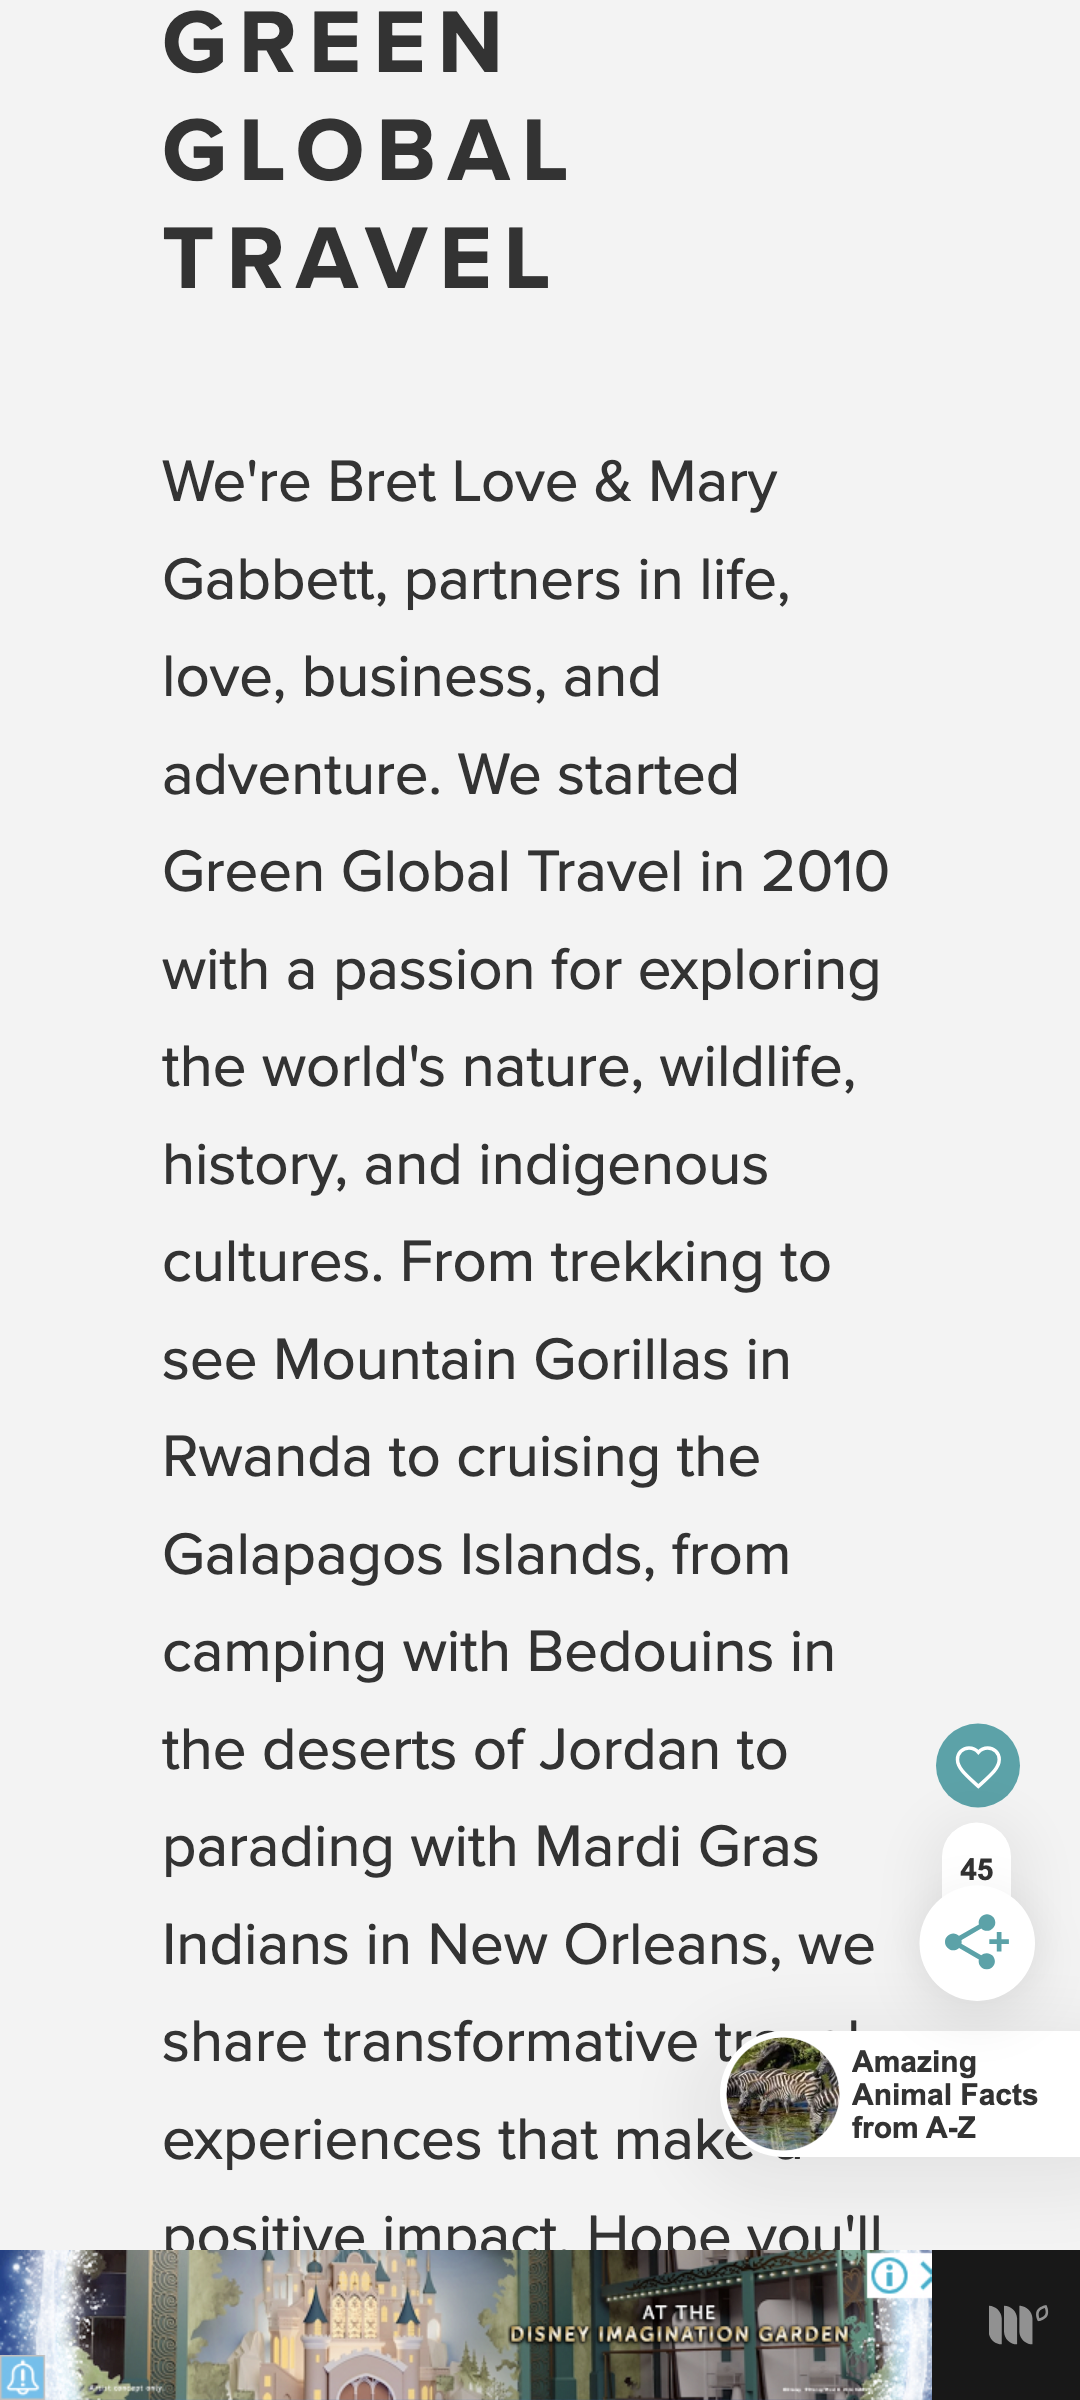 GREEN
GLOBAL
TRAVEL
We're Bret Love & Mary
Gabbett, partners in life,
love, business, and
adventure. We started
Green Global Travel in 2010
with a passion for exploring
the world's nature, wildlife,
history, and indigenous
cultures. From trekking to
see Mountain Gorillas in
Rwanda to cruising the
Galapagos Islands, from
camping with Bedouins in
the deserts of Jordan to
parading with Mardi Gras
Indians in New Orleans, we
share transformative
experiences that make
positive impact. Hope you'll
45
Amazing
Animal Facts
from A-Z
AT THE
DISNEY IMAGINATION GARDEN
Artist concept only.